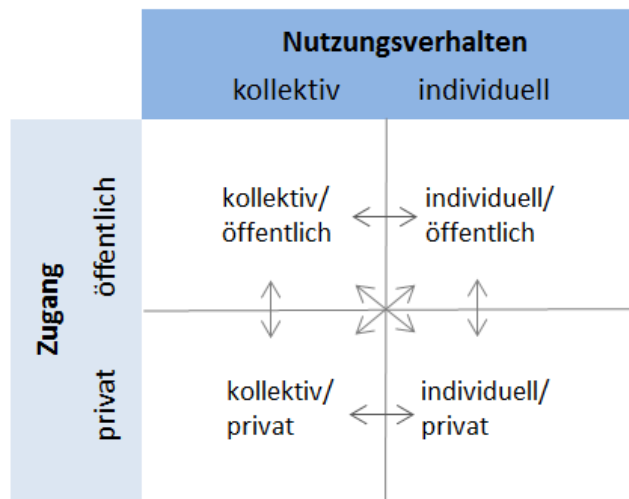 Nutzungsverhalten
kollektiv individuell
Zugang
öffentlich
kollektiv/
öffentlich
individuell/
öffentlich
privat
kollektiv/
privat
individuell/
privat